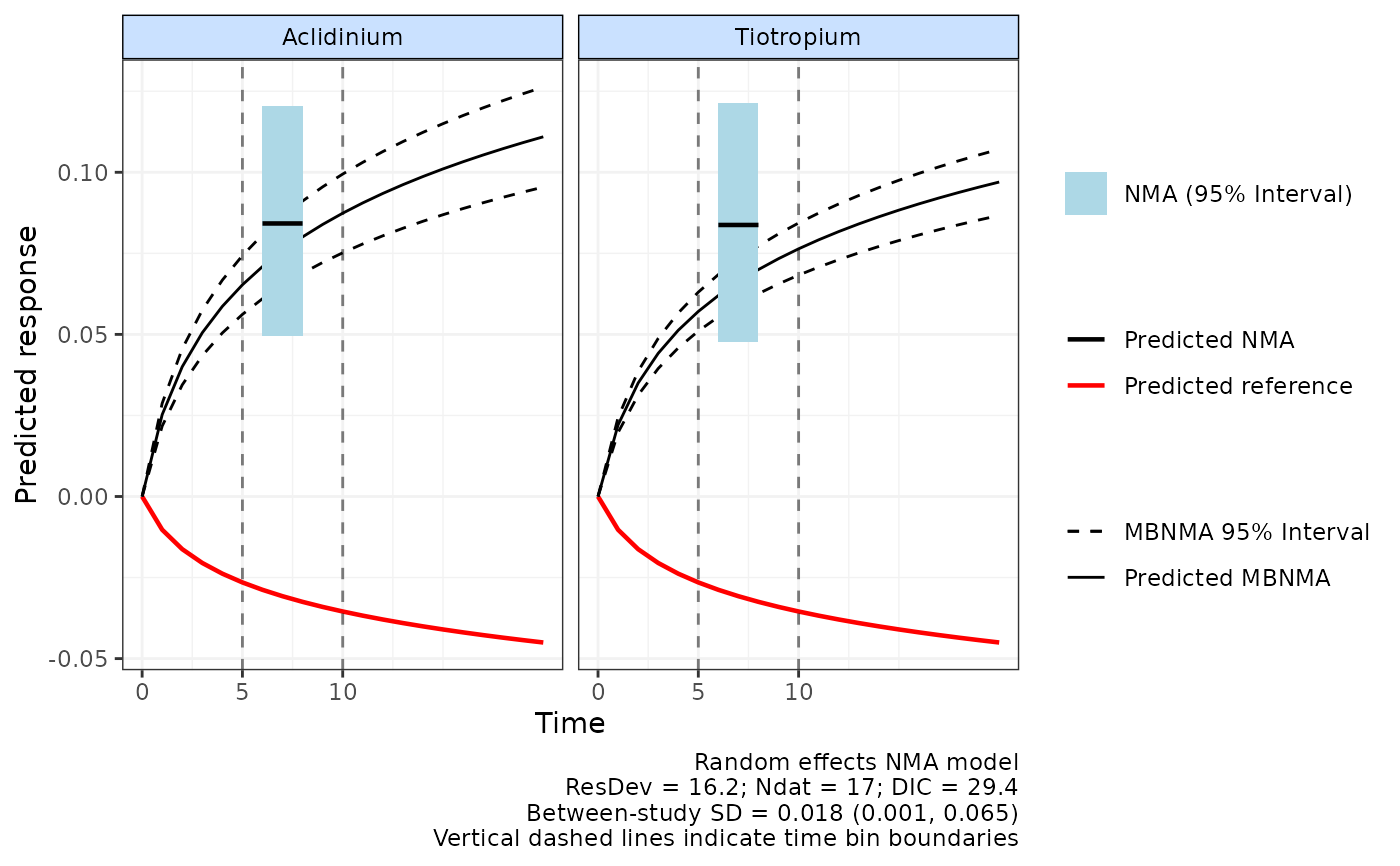 Aclidinium
Tiotropium
Predicted response
0.10
0.05
0.00
-0.05
0
5
10
0
5
10
Time
NMA (95% Interval)
Predicted NMA
Predicted reference
MBNMA 95% Interval
Predicted MBNMA
Random effects NMA model
ResDev = 16.2; Ndat = 17; DIC = 29.4
Between-study SD = 0.018 (0.001, 0.065)
Vertical dashed lines indicate time bin boundaries